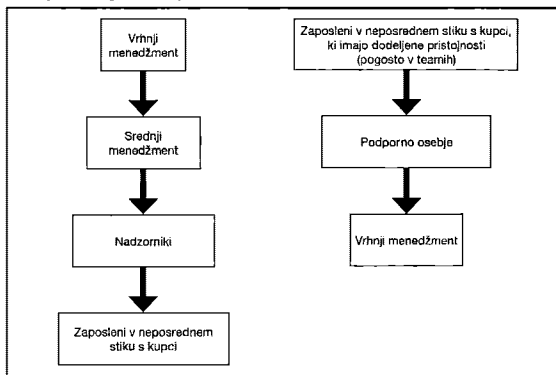 Vrhnji
menedžment
Srednji
menedžment
Nadzorniki
Zaposleni v neposrednem
stiku s kupci
Zaposleni v neposrednem stiku s kupci,
ki imajo dodeljene pristojnosti
(pogosto v teamih)
Podporno osebje
Vrhnji menedžment